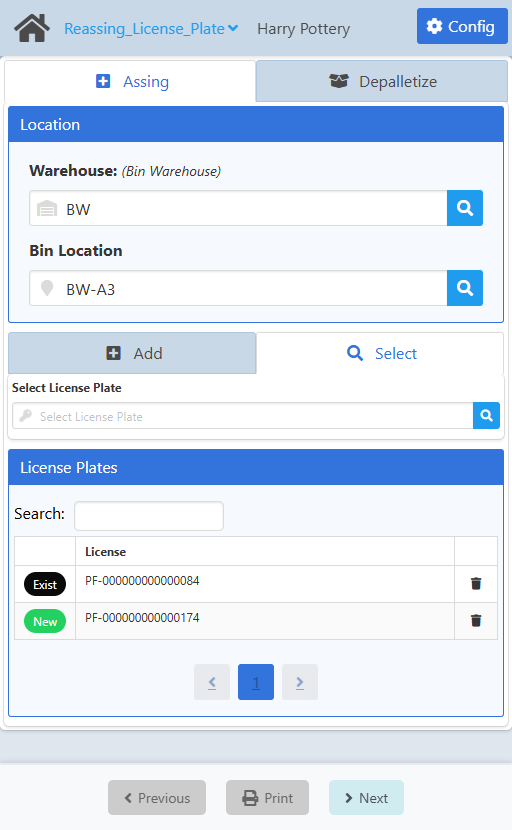 Reassing_License_Plate Harry Pottery Config
Assing Depalletize
Location
Warehouse: (Bin Warehouse)
BW
Bin Location
BW-A3
Add Select
Select License Plate
Select License Plate
License Plates
Search:
License
Exist PF-000000000000084
New PF-000000000000174
< 1 >
Previous Print Next